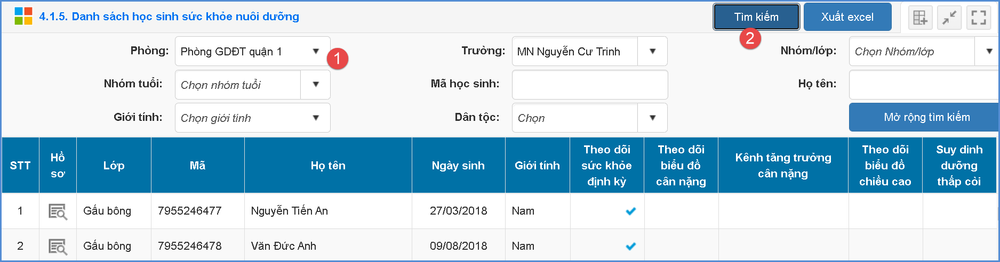 4.1.5. Danh sách học sinh sức khỏe nuôi dưỡng
Tìm kiếm
Xuất excel
2
Phòng: Phòng GDĐT quận 1
1
Trường: MN Nguyễn Cư Trinh
Nhóm/lớp: Chọn Nhóm/lớp
Nhóm tuổi: Chọn nhóm tuổi
Mã học sinh:
Họ tên:
Giới tính: Chọn giới tính
Dân tộc: Chọn
Mở rộng tìm kiếm
STT
Hồ
sơ
Lớp
Mã
Họ tên
Ngày sinh
Giới tính
Theo dõi
sức khỏe
định kỳ
Theo dõi
biểu đồ
cân nặng
Kênh tăng trưởng
cân nặng
Theo dõi
biểu đồ
chiều cao
Suy dinh
dưỡng
thấp còi
1 Gấu bông 7955246477 Nguyễn Tiến An 27/03/2018 Nam
2 Gấu bông 7955246478 Văn Đức Anh 09/08/2018 Nam